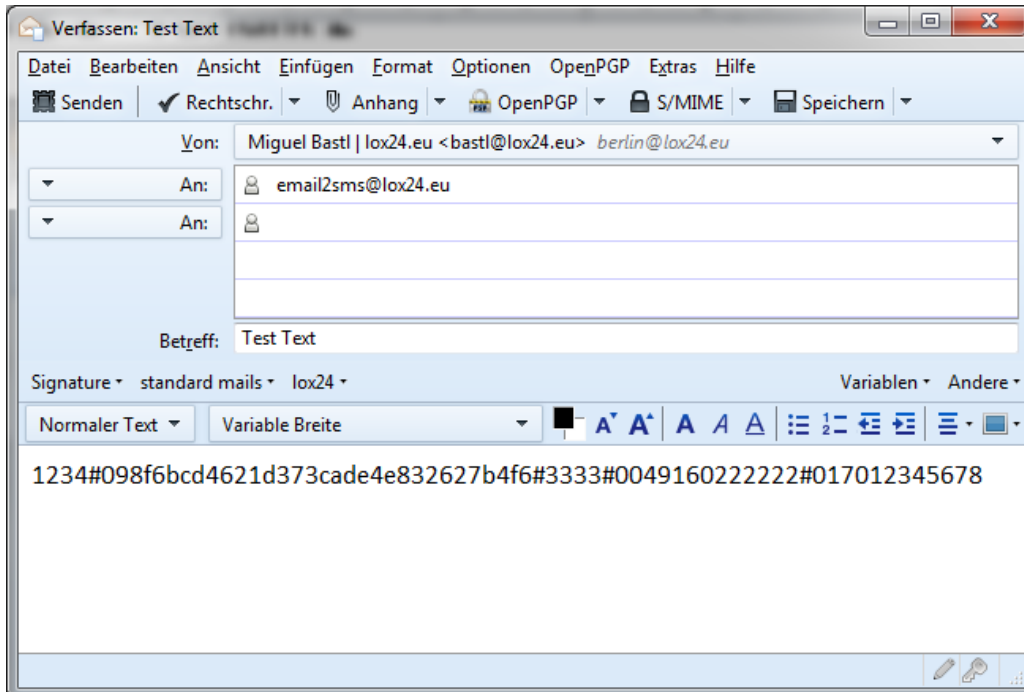 Verfassen: Test Text
Datei Bearbeiten Ansicht Einfügen Format Optionen OpenPGP Extras Hilfe
Senden Rechtschr. Anhang OpenPGP S/MIME Speichern
Von: Miguel Bastl | lox24.eu <bastl@lox24.eu> berlin@lox24.eu
An: email2sms@lox24.eu
An:
Betreff: Test Text
Signature standard mails lox24 Variablen Andere
Normaler Text Variable Breite
1234#098f6bcd4621d373cade4e832627b4f6#3333#0049160222222#017012345678